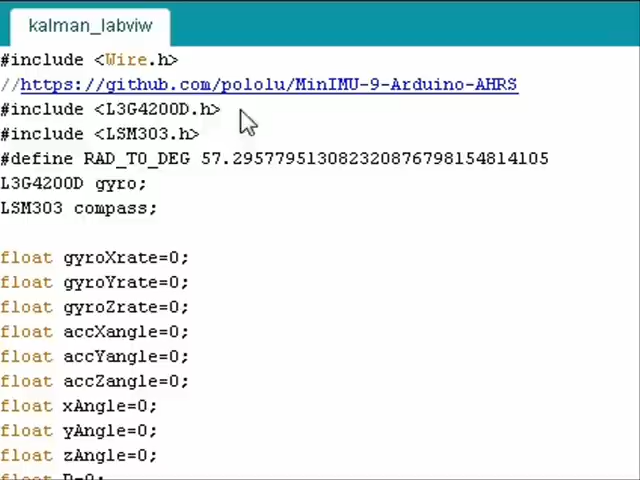 kalman_labviw
#include <Wire.h>
//https://github.com/pololu/MinIMU-9-Arduino-AHRS
#include <L3G4200D.h>
#include <LSM303.h>
#define RAD_TO_DEG 57.295779513082320876798154814105
L3G4200D gyro;
LSM303 compass;
float gyroXrate=0;
float gyroYrate=0;
float gyroZrate=0;
float accXangle=0;
float accYangle=0;
float accZangle=0;
float xAngle=0;
float yAngle=0;
float zAngle=0;
float